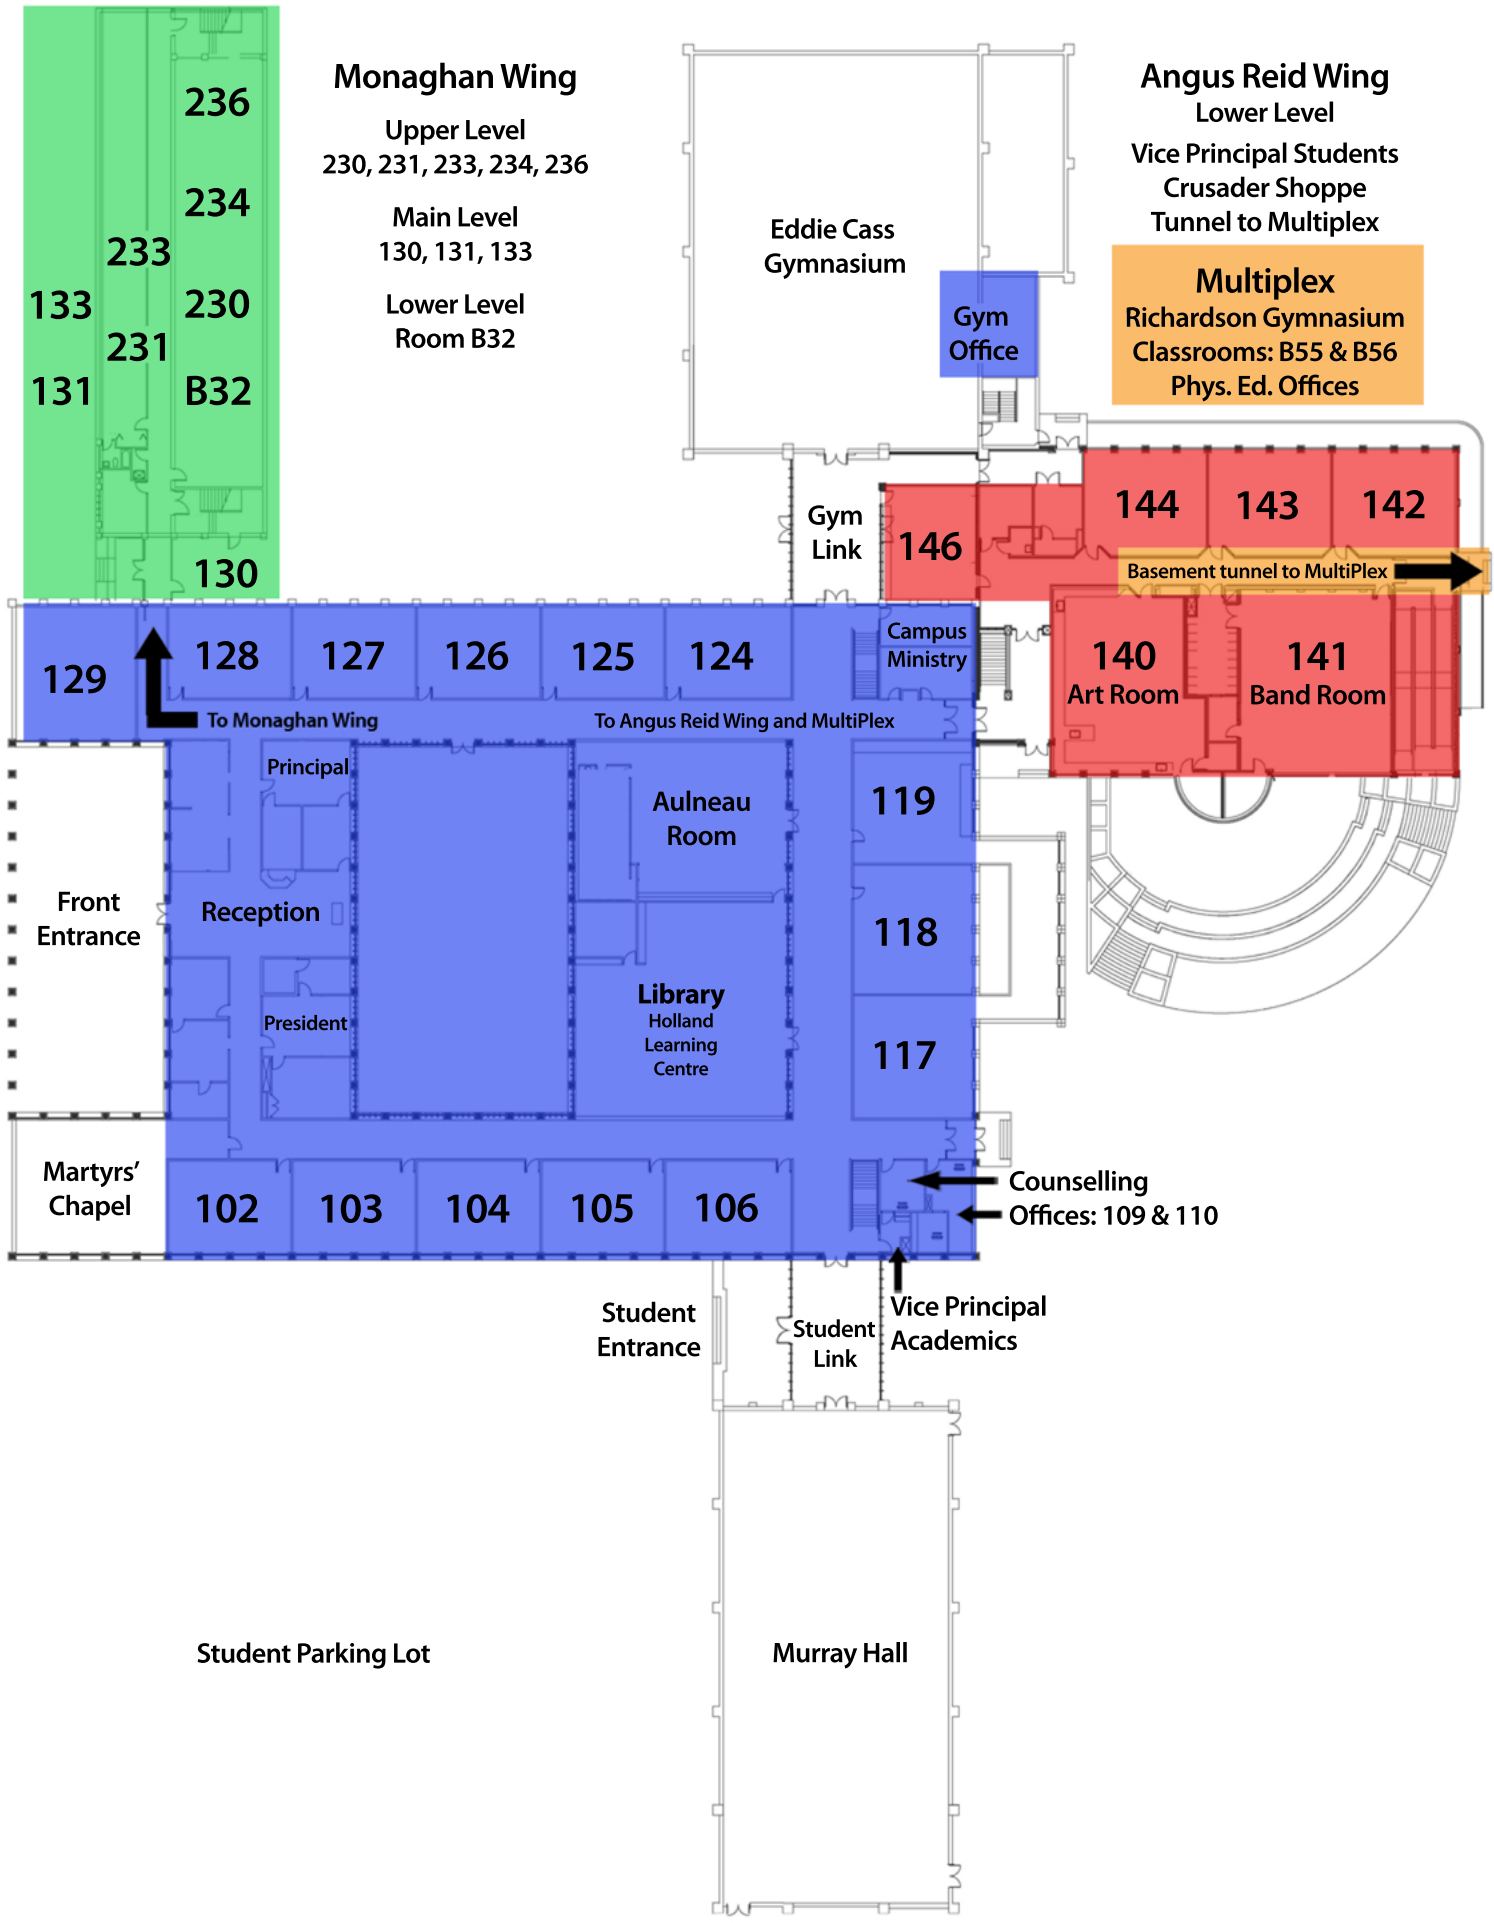 Monaghan Wing
Upper Level
230, 231, 233, 234, 236
Main Level
130, 131, 133
Lower Level
Room B32
Angus Reid Wing
Lower Level
Vice Principal Students
Crusader Shoppe
Tunnel to Multiplex
Multiplex
Richardson Gymnasium
Classrooms: B55 & B56
Phys. Ed. Offices
236
234
233
133
230
231
131
B32
130
Eddie Cass
Gymnasium
Gym
Office
Gym
Link
146
144
143
142
Basement tunnel to MultiPlex
140
Art Room
141
Band Room
129
128
127
126
125
124
Campus
Ministry
To Monaghan Wing
To Angus Reid Wing and MultiPlex
Principal
Aulneau
Room
119
Front
Entrance
Reception
118
Library
Holland
Learning
Centre
President
117
Martyrs’
Chapel
102
103
104
105
106
Counselling
Offices: 109 & 110
Vice Principal
Academics
Student
Entrance
Student
Link
Student Parking Lot
Murray Hall